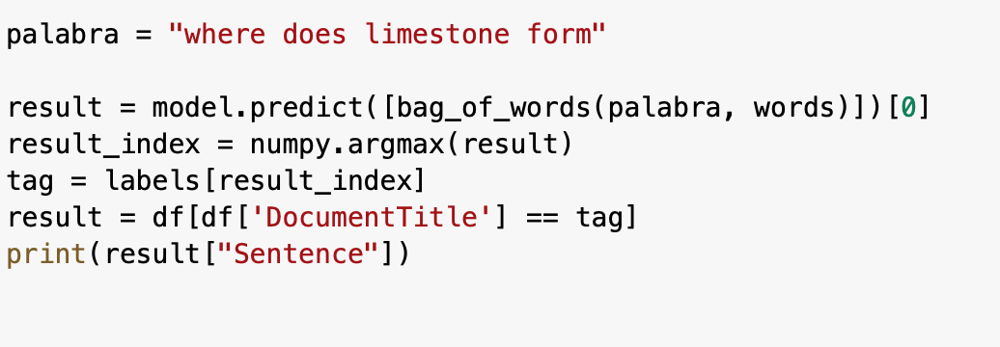 palabra = "where does limestone form"
result = model.predict([bag_of_words(palabra, words)])[0]
result_index = numpy.argmax(result)
tag = labels[result_index]
result = df[df['DocumentTitle'] == tag]
print(result["Sentence"])